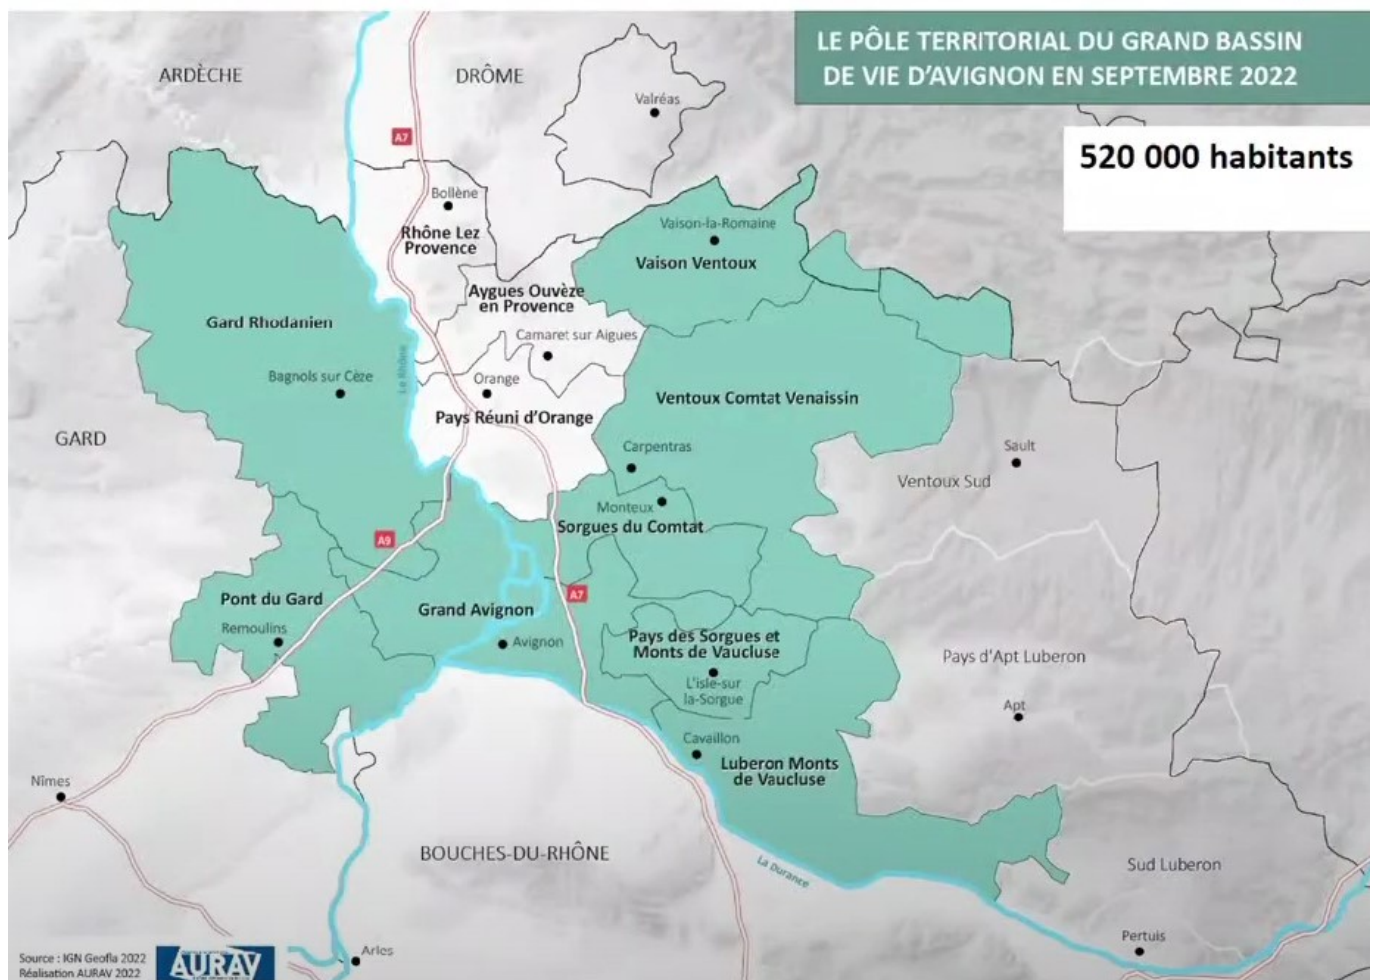 LE PÔLE TERRITORIAL DU GRAND BASSIN
DE VIE D'AVIGNON EN SEPTEMBRE 2022
520 000 habitants
ARDÈCHE
DRÔME
Valréas
A7
Bollène
Rhône Lez
Provence
Vaison-la-Romaine
Vaison Ventoux
Aygues Ouvèze
en Provence
Gard Rhodanien
Camaret sur Aigues
Le Rhône
Bagnols sur Cèze
Orange
Pays Réuni d'Orange
Ventoux Comtat Venaissin
GARD
Carpentras
Sault
Ventoux Sud
Monteux
Sorgues du Comtat
A9
A7
Pont du Gard
Remoulins
Grand Avignon
Avignon
Pays des Sorgues et
Monts de Vaucluse
L'isle-sur
la-Sorgue
Pays d'Apt Luberon
Apt
Cavaillon
Luberon Monts
de Vaucluse
Nîmes
BOUCHES-DU-RHÔNE
La Durance
Sud Luberon
Pertuis
Arles
Source : IGN Geofla 2022
Réalisation AURAV 2022
AURAV